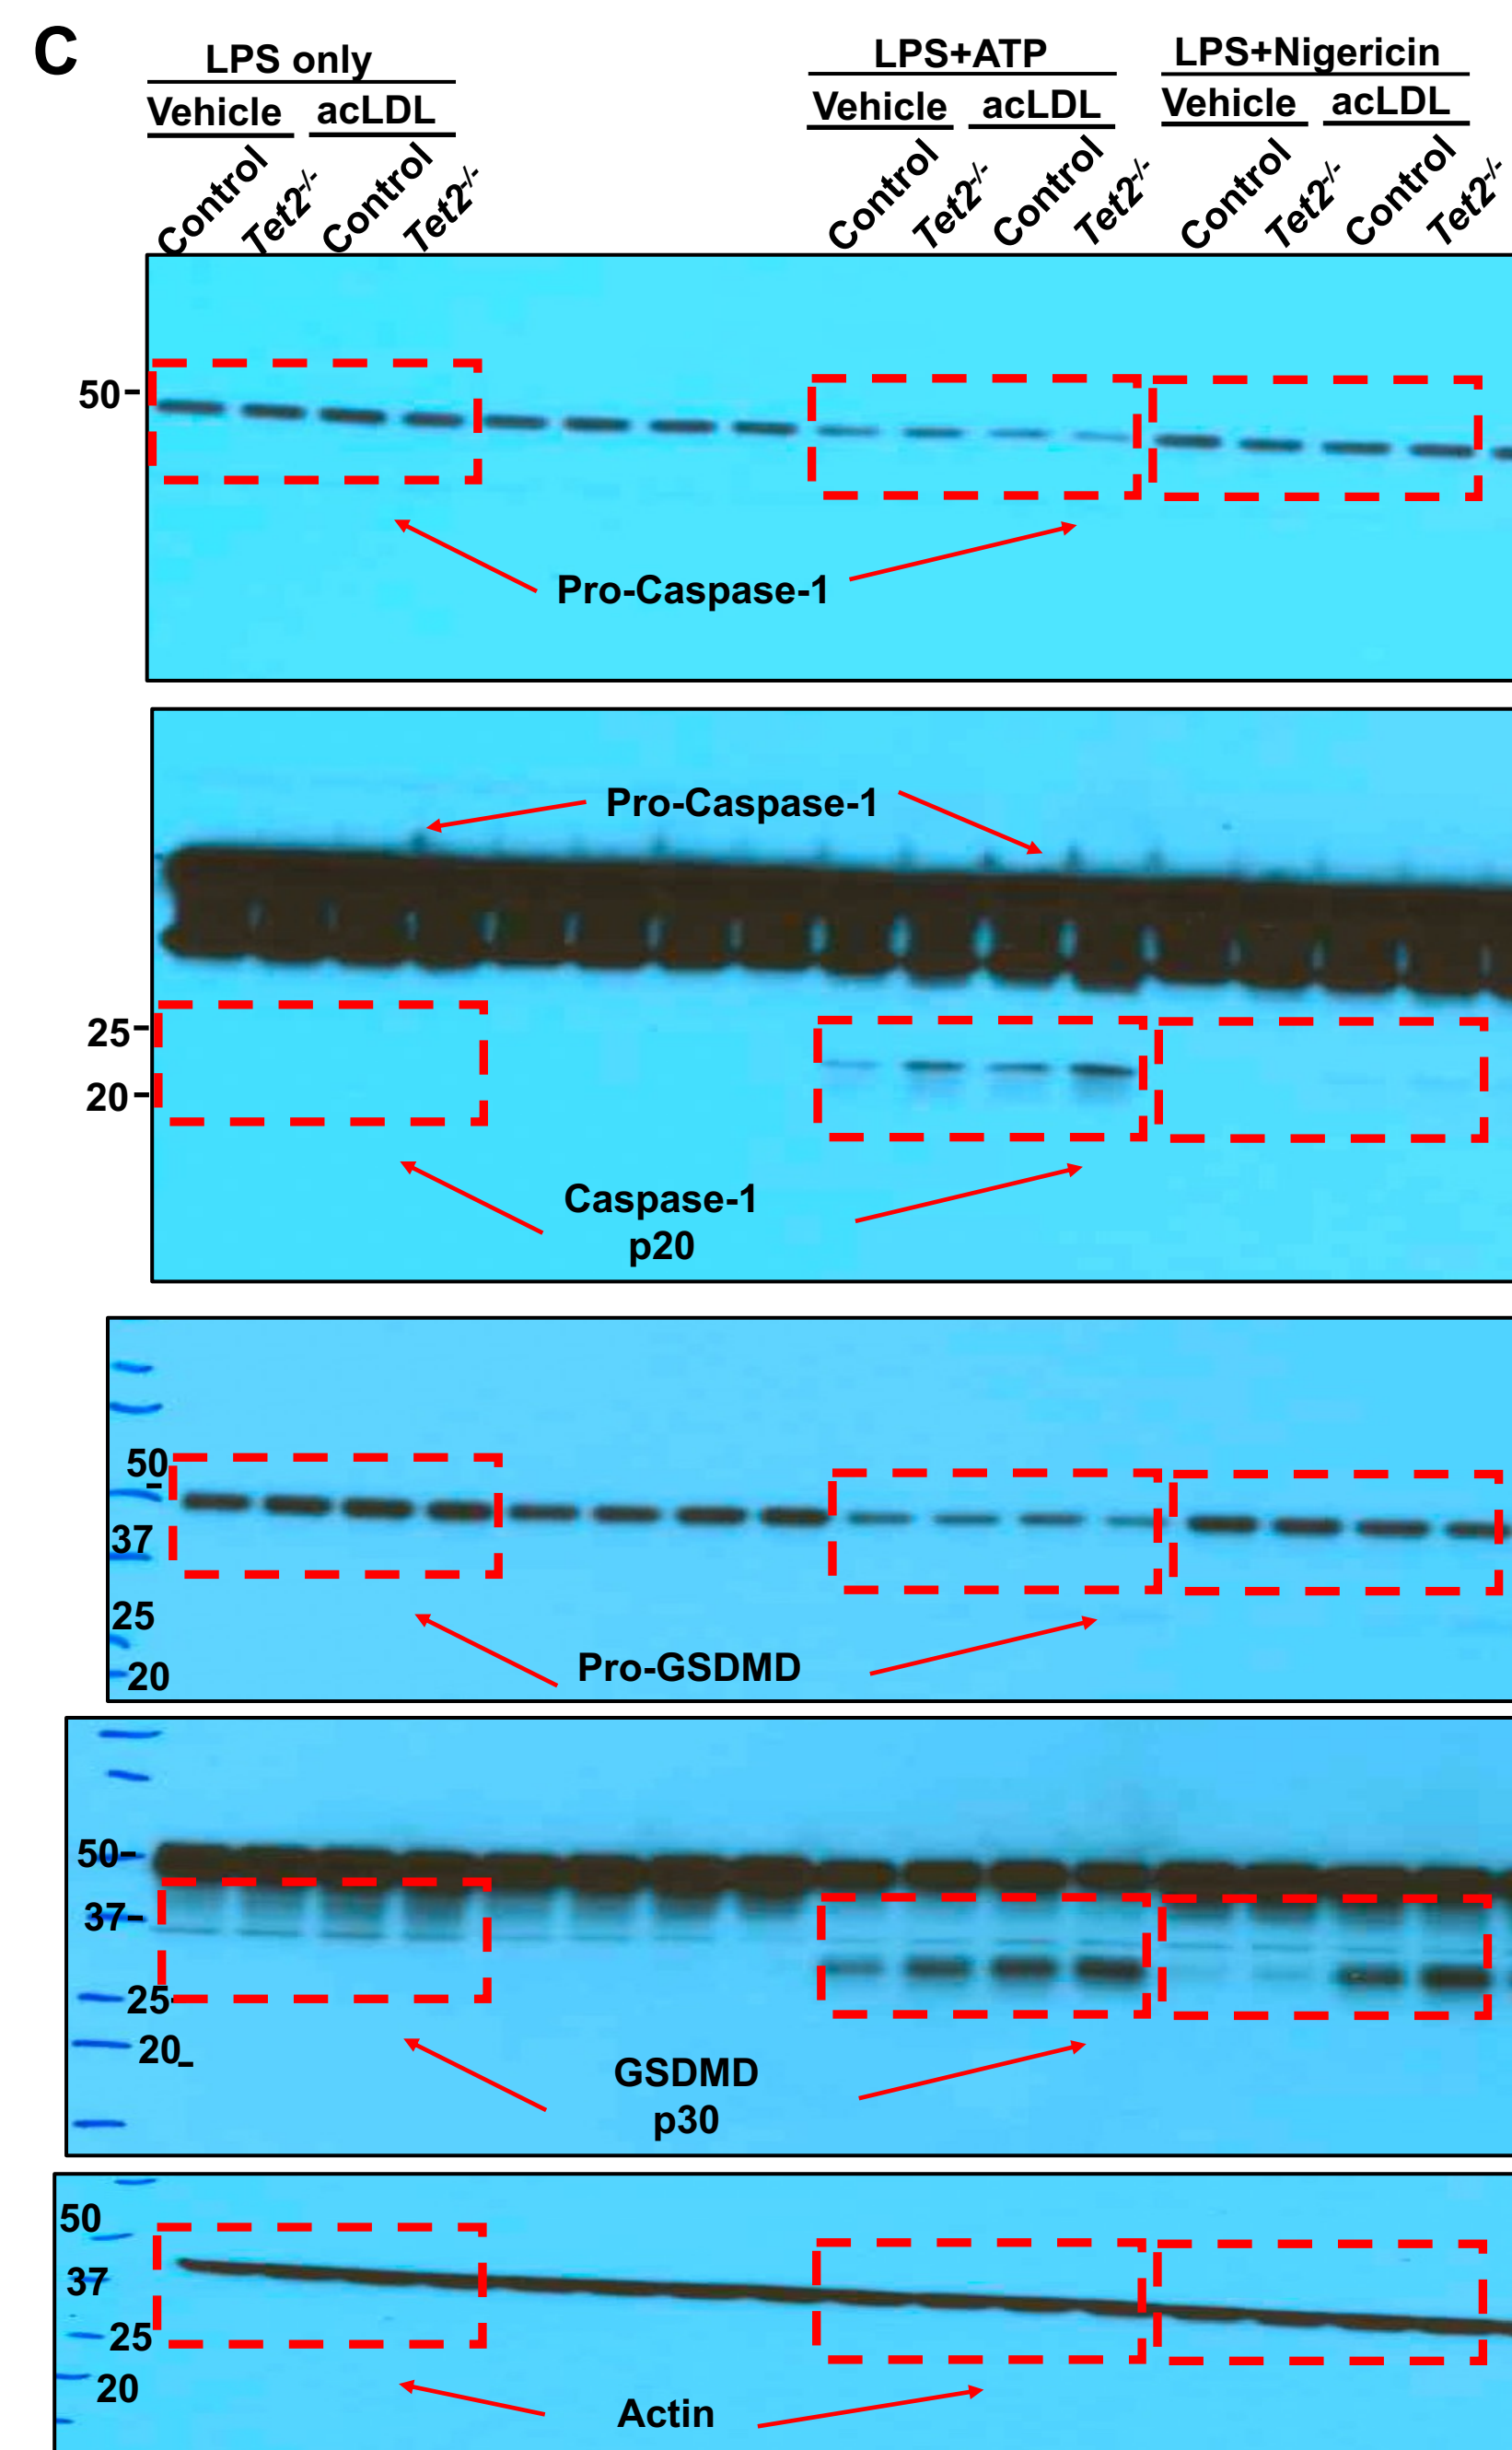 C
LPS only
LPS+ATP
LPS+Nigericin
Vehicle acLDL
Vehicle acLDL
Vehicle acLDL
Control Tet2-/- Control Tet2-/-
Control Tet2-/- Control Tet2-/-
Control Tet2-/- Control Tet2-/-
50-
Pro-Caspase-1
Pro-Caspase-1
25-
20-
Caspase-1
p20
50
-
37
25
Pro-GSDMD
20
50-
37-
25-
20-
GSDMD
p30
50
37
25
20
Actin